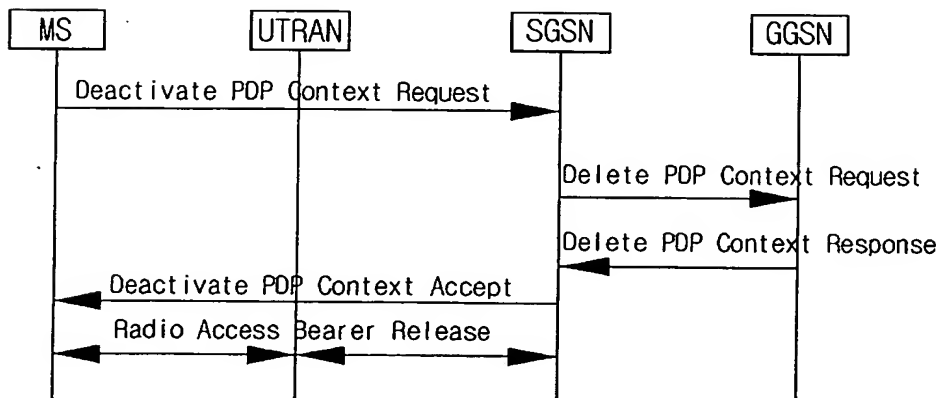 MS UTRAN SGSN GGSN
Deactivate PDP Context Request
Delete PDP Context Request
Delete PDP Context Response
Deactivate PDP Context Accept
Radio Access Bearer Release